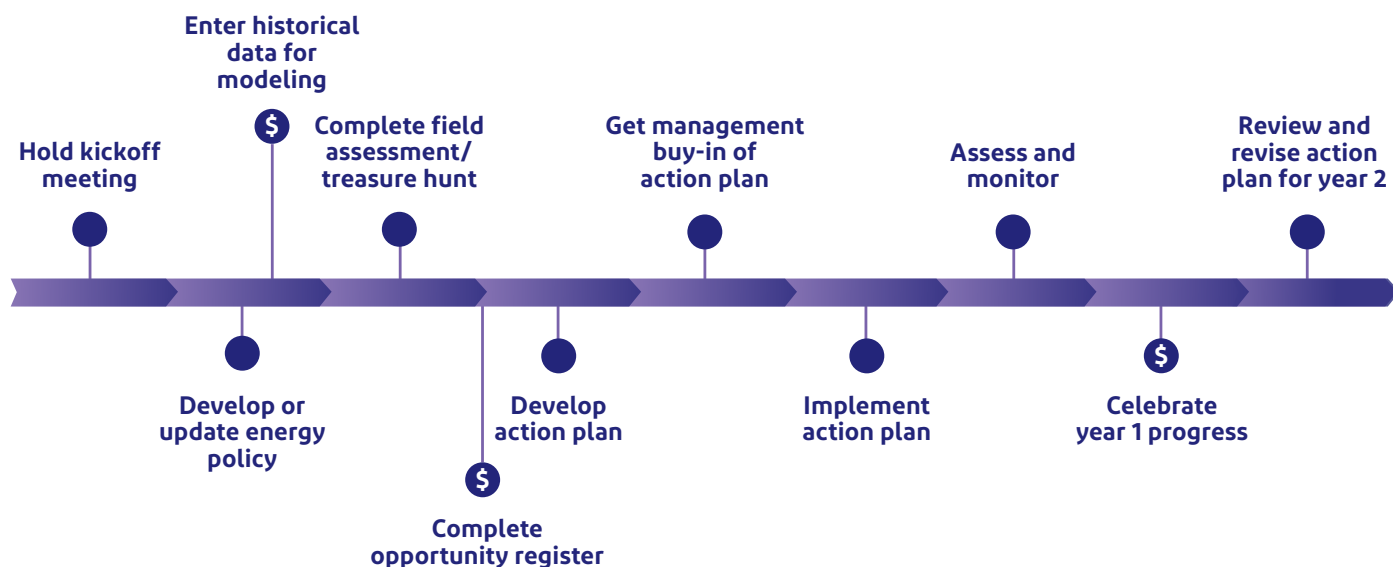 Enter historical
data for
modeling
$
Hold kickoff
meeting
Complete field
assessment/
treasure hunt
Get management
buy-in of
action plan
Assess and
monitor
Review and
revise action
plan for year 2
Develop or
update energy
policy
$
Complete
opportunity register
Develop
action plan
Implement
action plan
$
Celebrate
year 1 progress